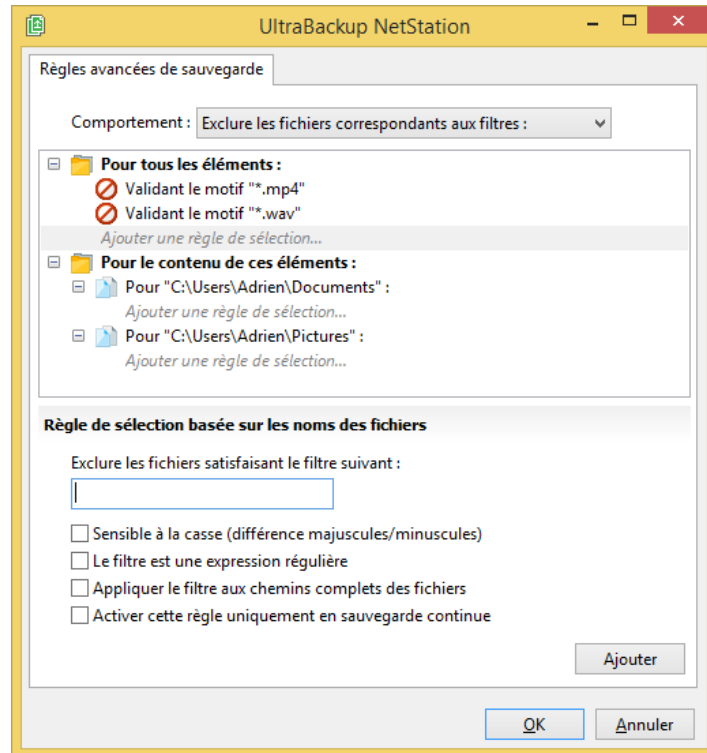 UltraBackup NetStation
Règles avancées de sauvegarde
Comportement : Exclure les fichiers correspondants aux filtres :
Pour tous les éléments :
Validant le motif "*.mp4"
Validant le motif "*.wav"
Ajouter une règle de sélection...
Pour le contenu de ces éléments :
Pour "C:\Users\Adrien\Documents" :
Ajouter une règle de sélection...
Pour "C:\Users\Adrien\Pictures" :
Ajouter une règle de sélection...
Règle de sélection basée sur les noms des fichiers
Exclure les fichiers satisfaisant le filtre suivant :
Sensible à la casse (différence majuscules/minuscules)
Le filtre est une expression régulière
Appliquer le filtre aux chemins complets des fichiers
Activer cette règle uniquement en sauvegarde continue
Ajouter
OK Annuler